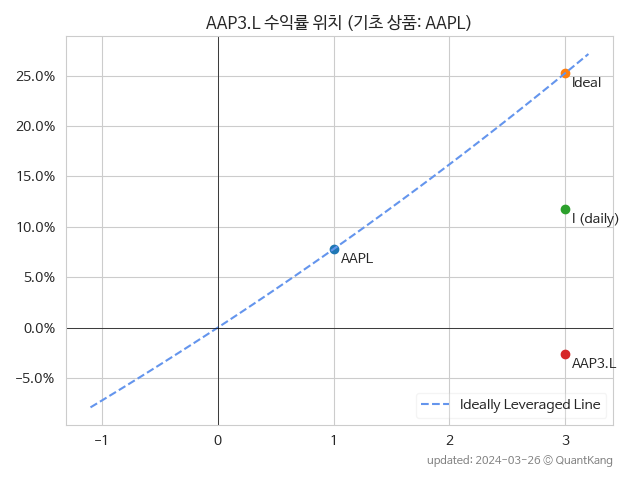 AAP3.L 수익률 위치 (기초 상품: AAPL)
25.0%
20.0%
15.0%
10.0%
5.0%
0.0%
−5.0%
Ideal
I (daily)
AAPL
AAP3.L
Ideally Leveraged Line
−1 0 1 2 3
updated: 2024-03-26 © QuantKang